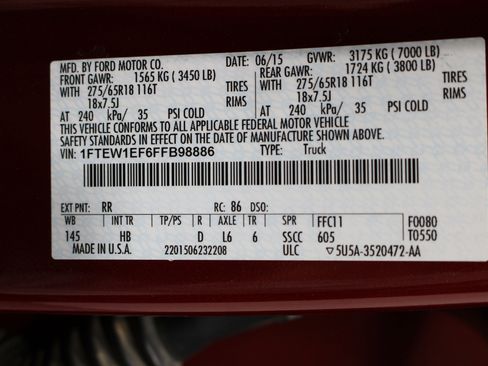 MFD. BY FORD MOTOR CO. DATE: 06/15 GVWR: 3175 KG ( 7000 LB)
FRONT GAWR: 1565 KG ( 3450 LB) REAR GAWR: 1724 KG ( 3800 LB)
WITH 275/65R18 116T TIRES WITH 275/65R18 116T TIRES
18x7.5J RIMS 18x7.5J RIMS
AT 240 kPa/ 35 PSI COLD AT 240 kPa/ 35 PSI COLD
THIS VEHICLE CONFORMS TO ALL APPLICABLE FEDERAL MOTOR VEHICLE
SAFETY STANDARDS IN EFFECT ON THE DATE OF MANUFACTURE SHOWN ABOVE.
VIN: 1FTEW1EF6FFB98886 TYPE: Truck
EXT PNT: RR RC: 86 DSO:
WB INT TR TP/PS R AXLE TR SPR FFC11 F0080
145 HB D L6 6 SSCC 605 T0550
MADE IN U.S.A. 2201506232208 ULC ▽5U5A-3520472-AA